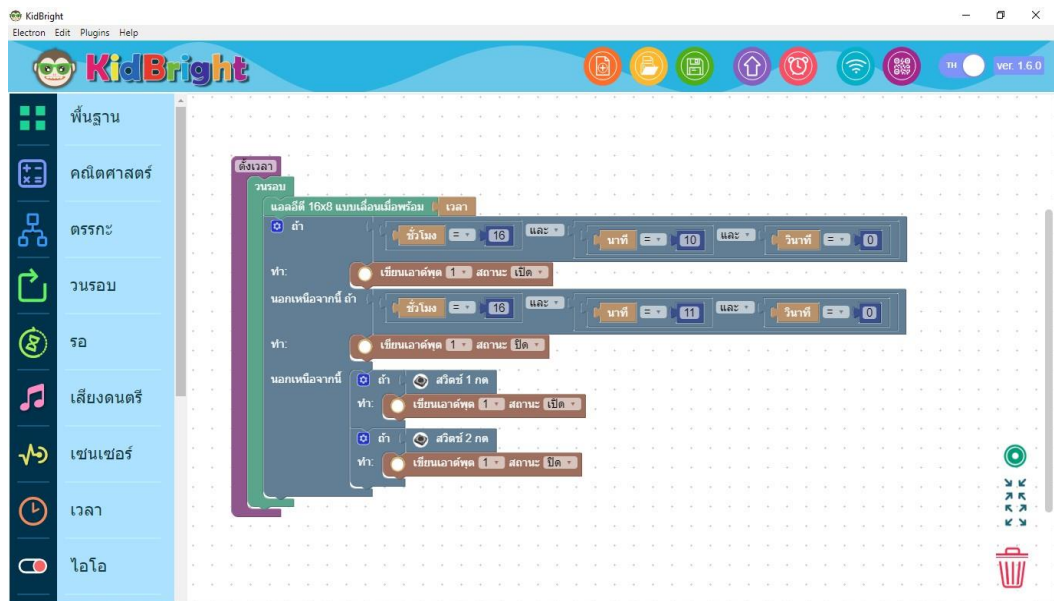 KidBright
Electron Edit Plugins Help
KidBright
TH ver. 1.6.0
พื้นฐาน
คณิตศาสตร์
ตรรกะ
วนรอบ
รอ
เสียงดนตรี
เซ่นเซ่อร์
เวลา
ไอโอ
ตั้งเวลา
วนรอบ
แอลอีดี 16x8 แบบเลื่อนเมื่อพร้อม เวลา
ถ้า ชั่วโมง = 16 และ นาที = 10 และ วินาที = 0
ทำ: เขียนเอาต์พุต 1 สถานะ เปิด
นอกเหนือจากนี้ ถ้า ชั่วโมง = 16 และ นาที = 11 และ วินาที = 0
ทำ: เขียนเอาต์พุต 1 สถานะ ปิด
นอกเหนือจากนี้ ถ้า สวิตช์ 1 กด
ทำ: เขียนเอาต์พุต 1 สถานะ เปิด
ถ้า สวิตช์ 2 กด
ทำ: เขียนเอาต์พุต 1 สถานะ ปิด